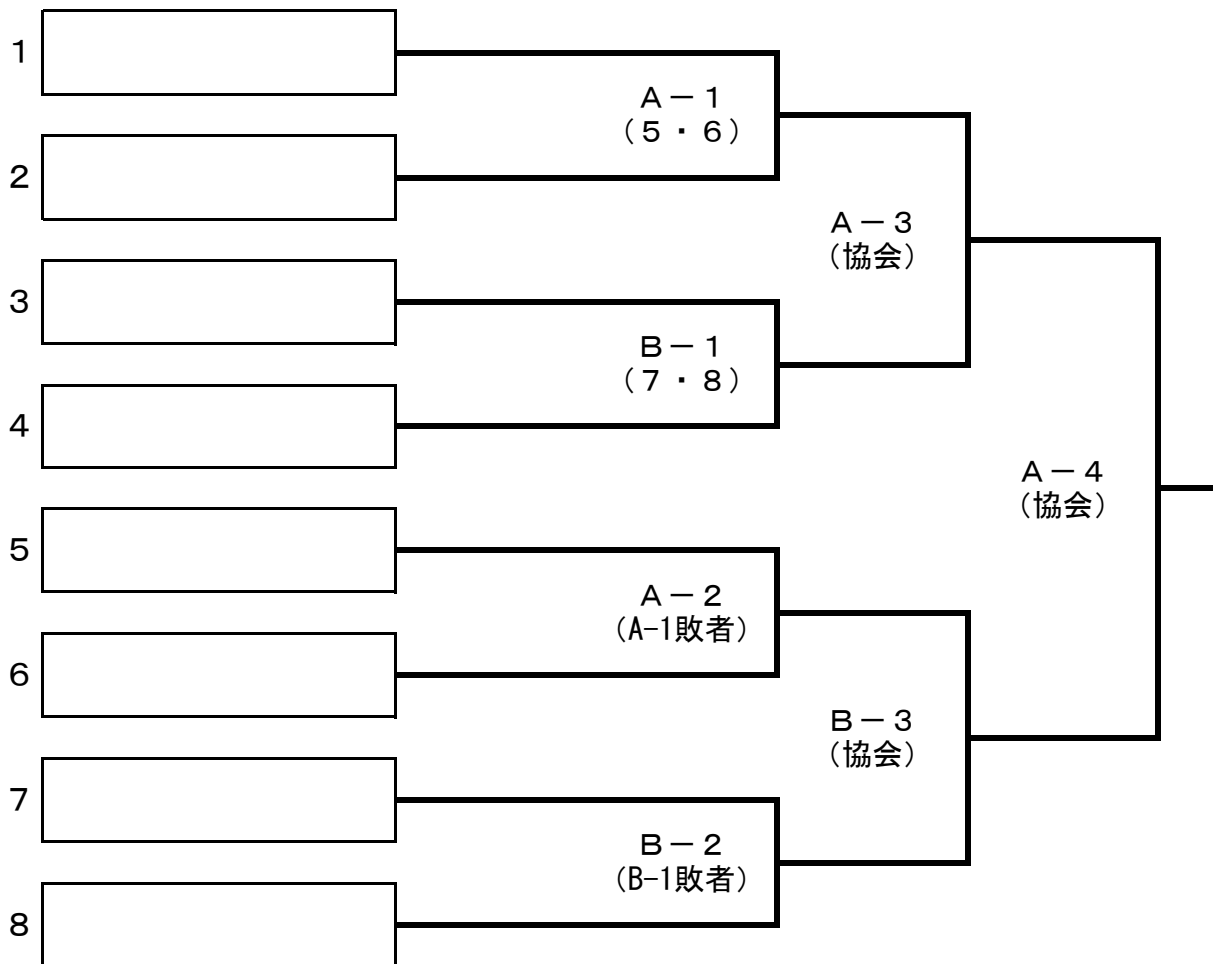 １
Ａ－１
（５・６）
２
Ａ－３
（協会）
３
Ｂ－１
（７・８）
４
Ａ－４
（協会）
５
Ａ－２
（A-1敗者）
６
Ｂ－３
（協会）
７
Ｂ－２
（B-1敗者）
８